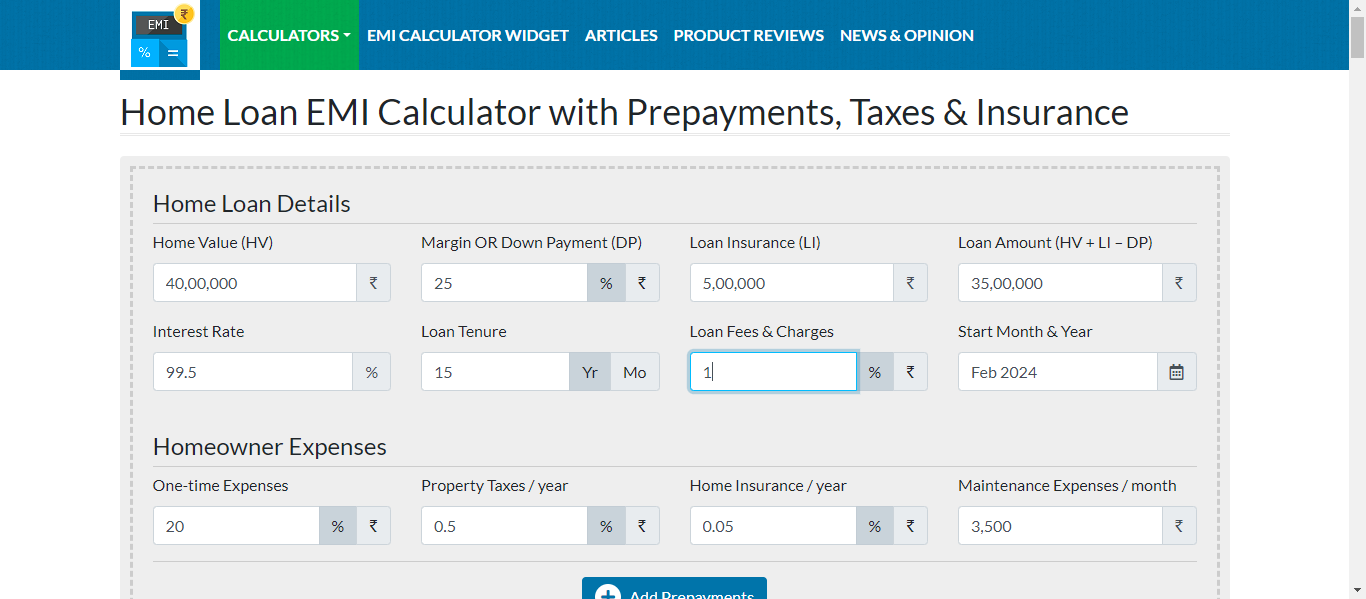 EMI ₹
% =
CALCULATORS EMI CALCULATOR WIDGET ARTICLES PRODUCT REVIEWS NEWS & OPINION
Home Loan EMI Calculator with Prepayments, Taxes & Insurance
Home Loan Details
Home Value (HV) Margin OR Down Payment (DP) Loan Insurance (LI) Loan Amount (HV + LI – DP)
40,00,000 ₹ 25 % ₹ 5,00,000 ₹ 35,00,000 ₹
Interest Rate Loan Tenure Loan Fees & Charges Start Month & Year
99.5 % 15 Yr Mo 1 % ₹ Feb 2024
Homeowner Expenses
One-time Expenses Property Taxes / year Home Insurance / year Maintenance Expenses / month
20 % ₹ 0.5 % ₹ 0.05 % ₹ 3,500 ₹
Add Prepayments